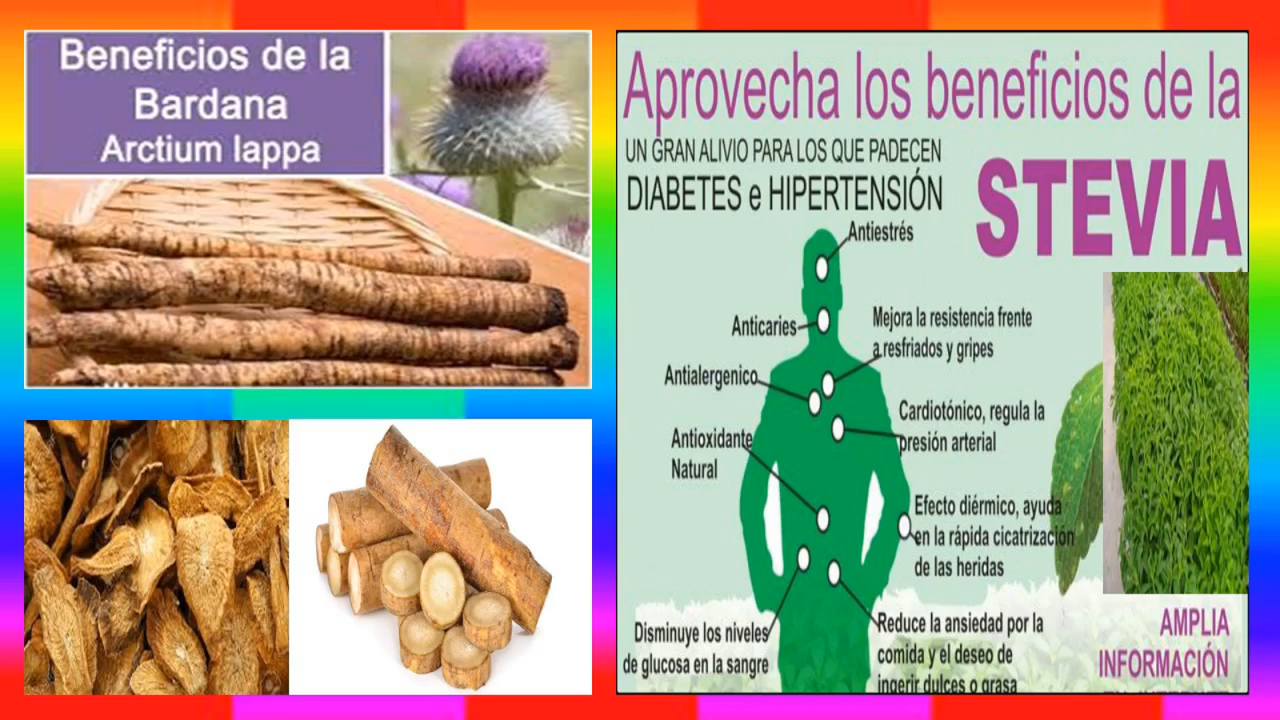 Beneficios de la
Bardana
Arctium lappa
Aprovecha los beneficios de la
UN GRAN ALIVIO PARA LOS QUE PADECEN
DIABETES e HIPERTENSIÓN
STEVIA
Antiestrés
Anticaries
Mejora la resistencia frente
a resfriados y gripes
Antialergenico
Cardiotónico, regula la
presión arterial
Antioxidante
Natural
Efecto diérmico, ayuda
en la rápida cicatrización
de las heridas
Disminuye los niveles
de glucosa en la sangre
Reduce la ansiedad por la
comida y el deseo de
ingerir dulces o grasa
AMPLIA
INFORMACIÓN